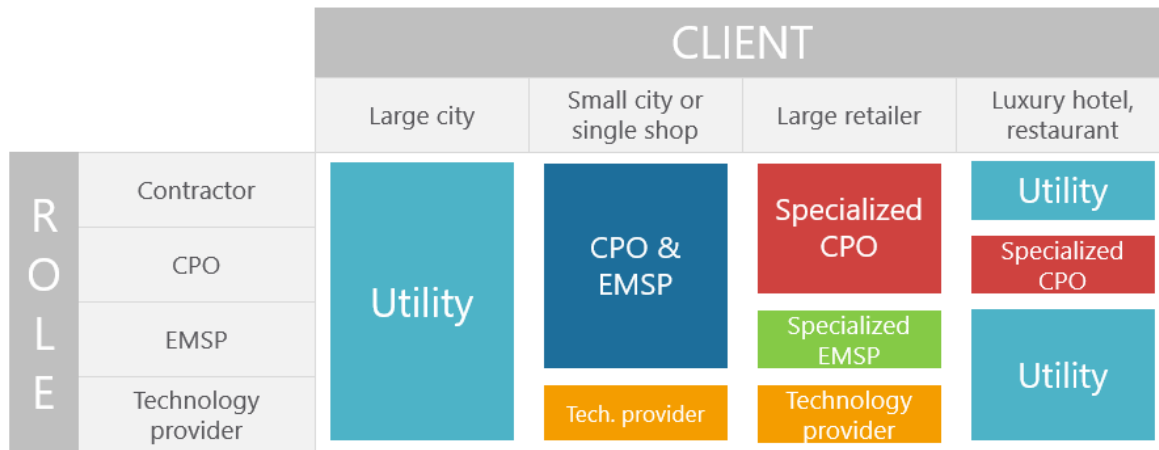 CLIENT
Large city
Small city or
single shop
Large retailer
Luxury hotel,
restaurant
ROLE
Contractor
CPO
EMSP
Technology
provider
Utility
CPO &
EMSP
Tech. provider
Specialized
CPO
Specialized
EMSP
Technology
provider
Utility
Specialized
CPO
Utility